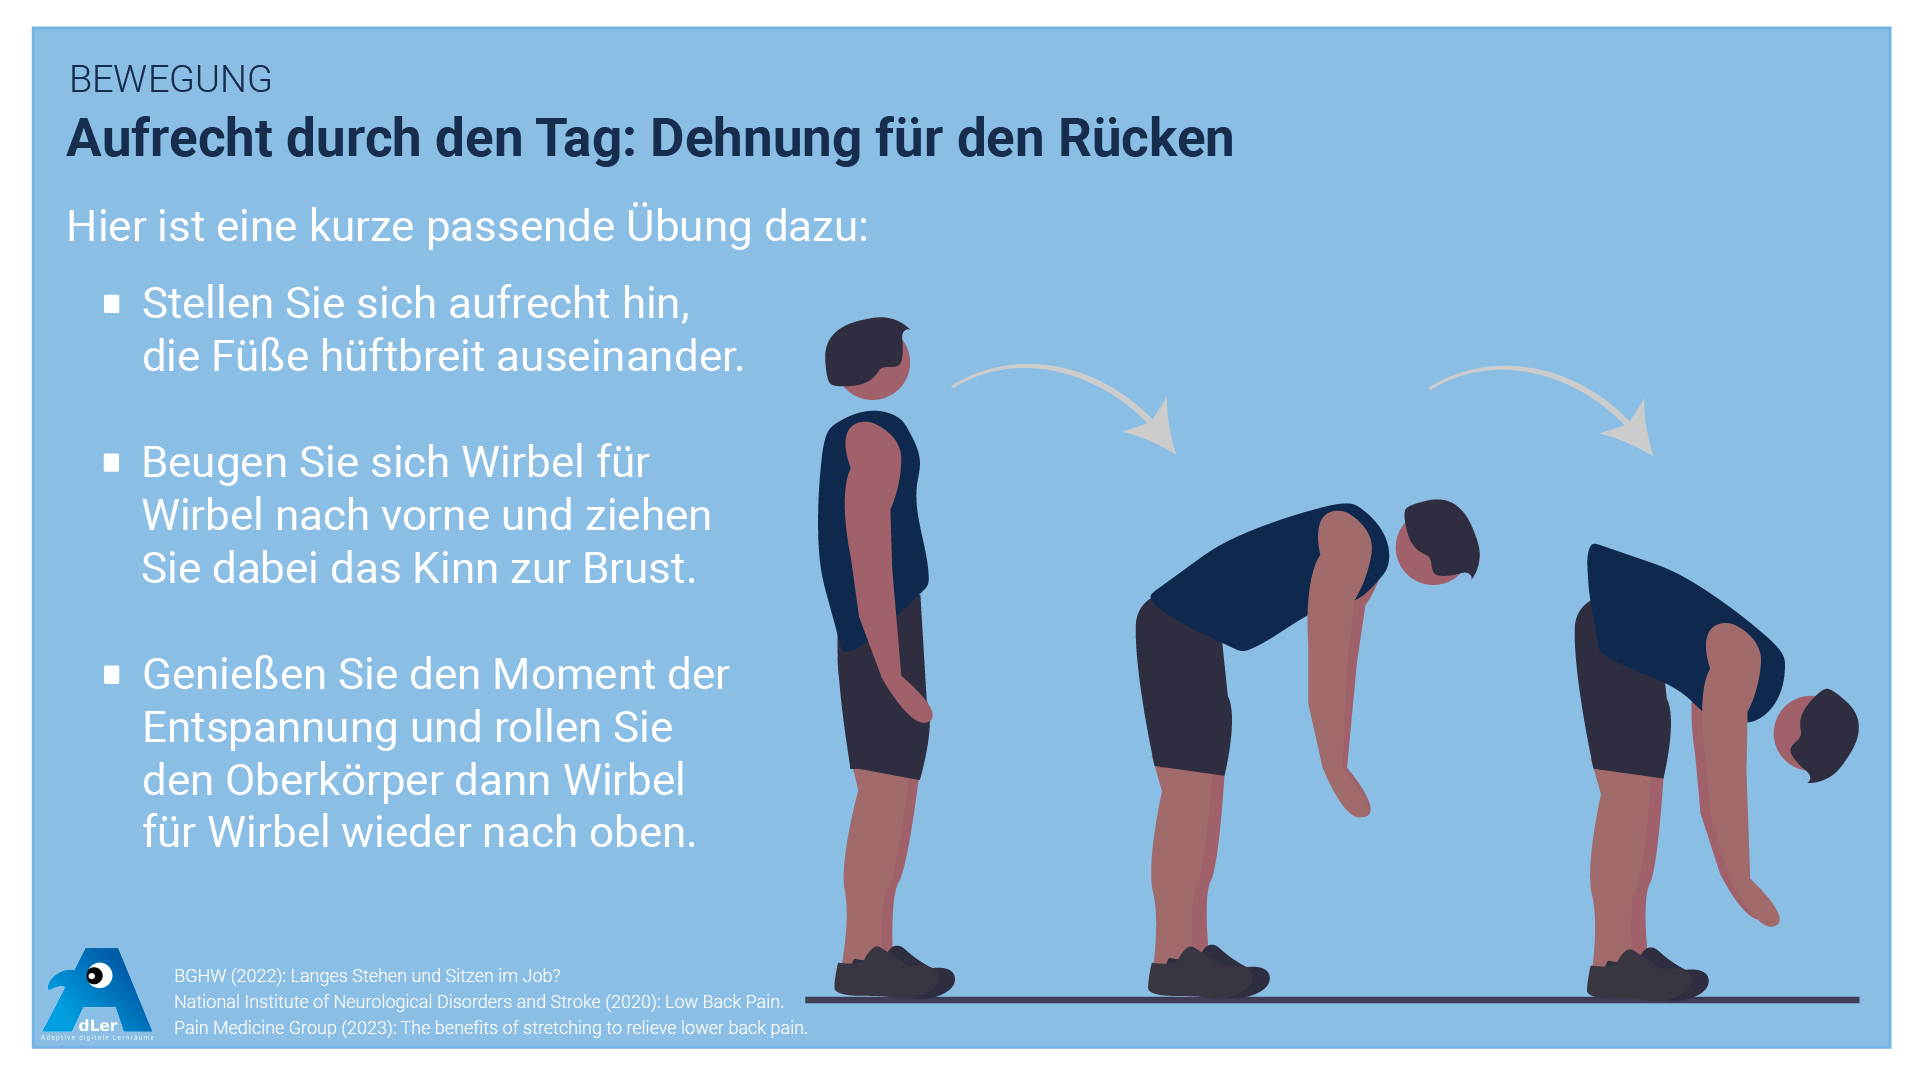 BEWEGUNG
Aufrecht durch den Tag: Dehnung für den Rücken
Hier ist eine kurze passende Übung dazu:
Stellen Sie sich aufrecht hin,
die Füße hüftbreit auseinander.
Beugen Sie sich Wirbel für
Wirbel nach vorne und ziehen
Sie dabei das Kinn zur Brust.
Genießen Sie den Moment der
Entspannung und rollen Sie
den Oberkörper dann Wirbel
für Wirbel wieder nach oben.
dLer
Adaptive digitale Lernräume
BGHW (2022): Langes Stehen und Sitzen im Job?
National Institute of Neurological Disorders and Stroke (2020): Low Back Pain.
Pain Medicine Group (2023): The benefits of stretching to relieve lower back pain.